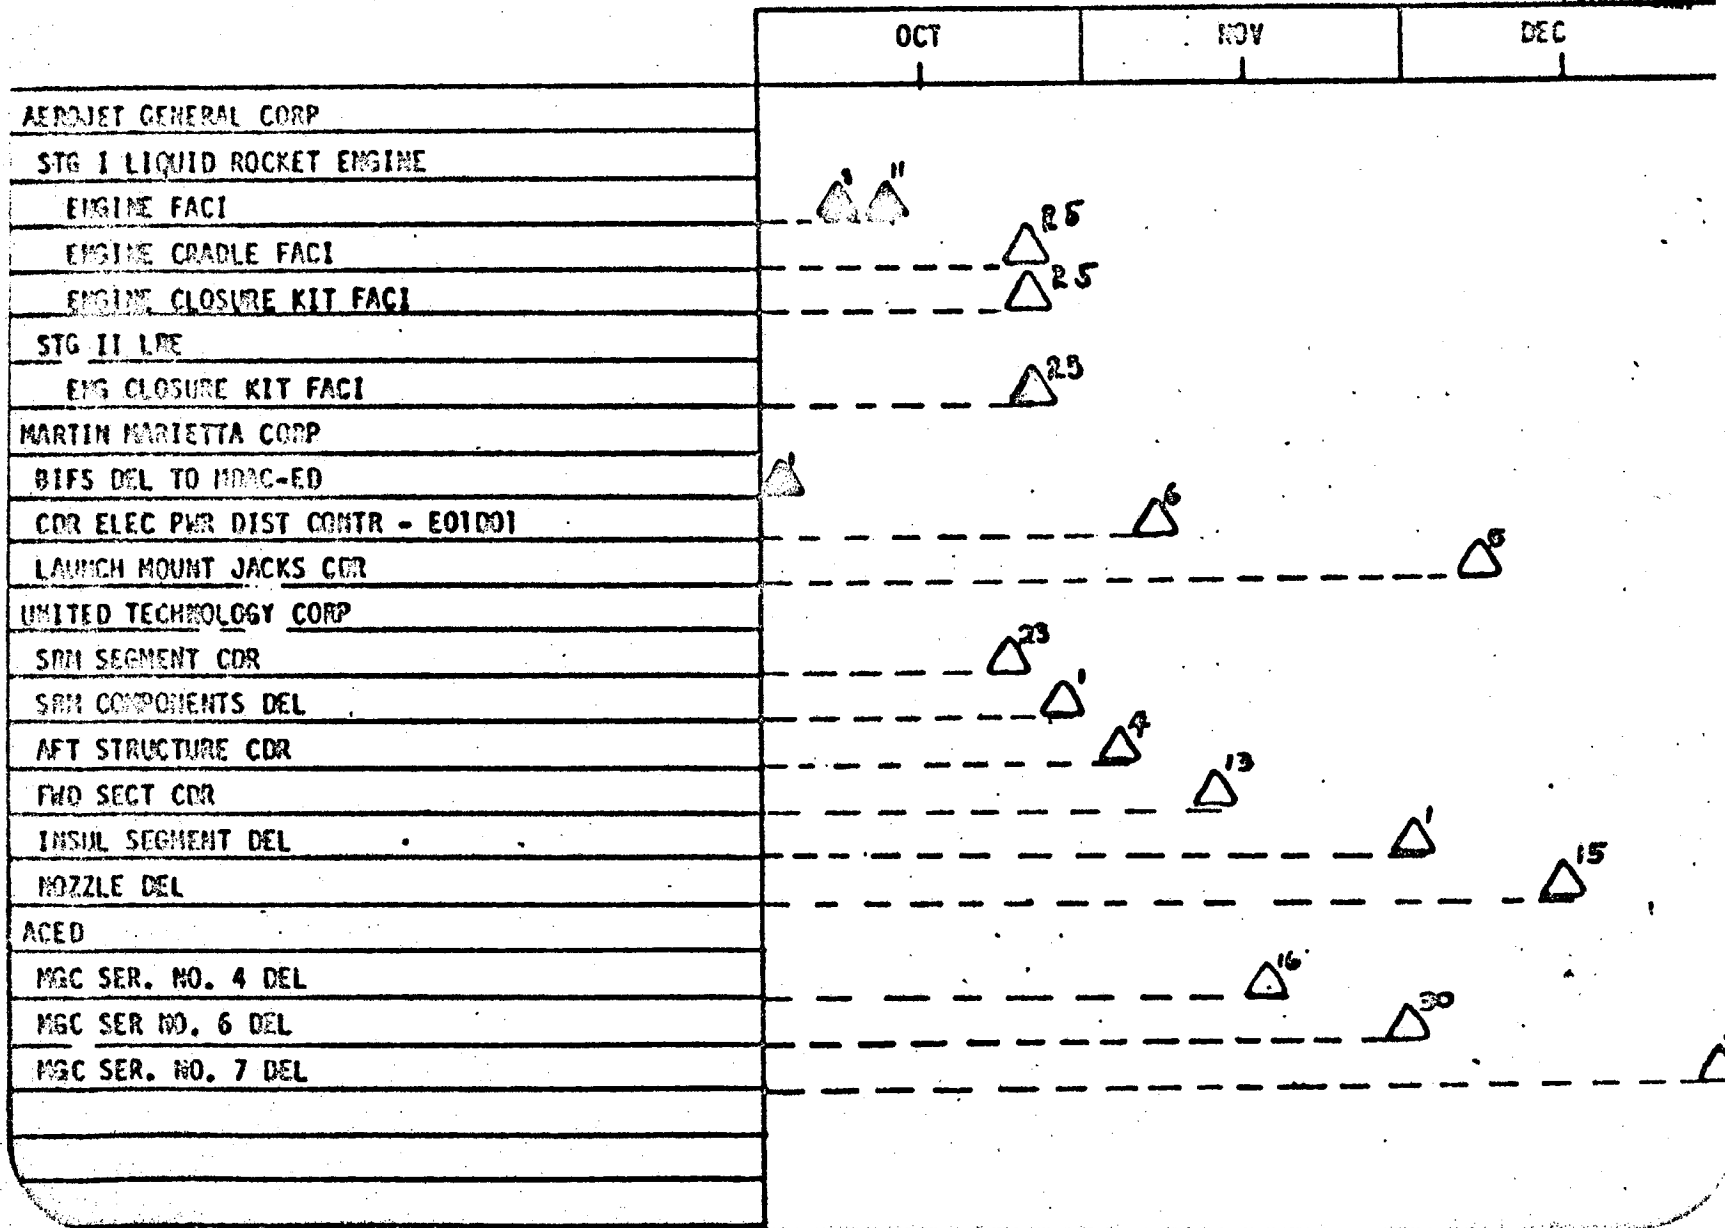 OCT NOV DEC
AEROJET GENERAL CORP
STG I LIQUID ROCKET ENGINE
ENGINE FACI 11
ENGINE CRADLE FACI 25
ENGINE CLOSURE KIT FACI 25
STG II LRE
ENG CLOSURE KIT FACI 25
MARTIN MARIETTA CORP
BIFS DEL TO MDAC-ED 1
CDR ELEC PWR DIST CONTR - E01D01 6
LAUNCH MOUNT JACKS CDR
UNITED TECHNOLOGY CORP
SRM SEGMENT CDR 23
SRM COMPONENTS DEL 1
AFT STRUCTURE CDR
FWD SECT CDR 13
INSUL SEGMENT DEL 1
NOZZLE DEL 15
ACED
MGC SER. NO. 4 DEL 16
MGC SER NO. 6 DEL 30
MGC SER. NO. 7 DEL